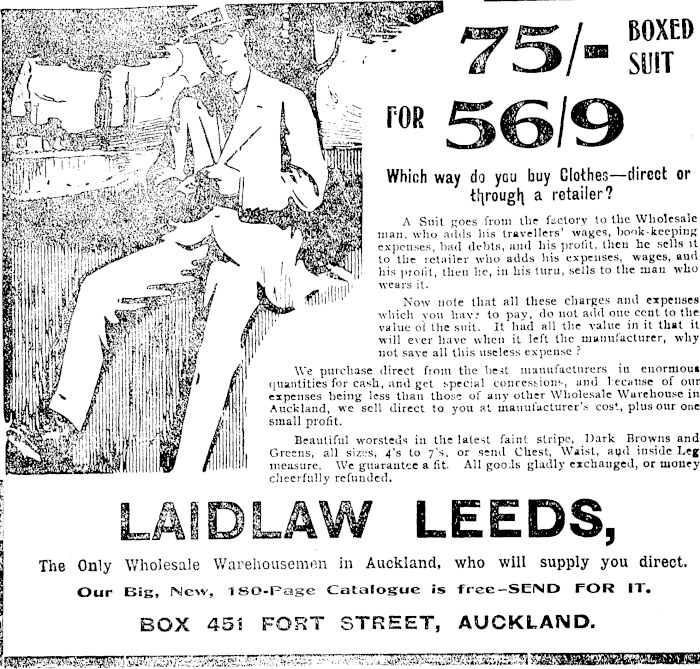 75/- BOXED
SUIT
FOR 56/9
Which way do you buy Clothes—direct or
through a retailer?
A Suit goes from the factory to the Wholesale
man, who adds his travellers' wages, book-keeping
expenses, bad debts, and his profit, then he sells it
to the retailer who adds his expenses, wages, and
his profit, then he, in his turn, sells to the man who
wears it.
Now note that all these charges and expenses
which you have to pay, do not add one cent to the
value of the suit. It had all the value in it that it
will ever have when it left the manufacturer, why
not save all this useless expense?
We purchase direct from the best manufacturers in enormous
quantities for cash, and get special concessions, and because of our
expenses being less than those of any other Wholesale Warehouse in
Auckland, we sell direct to you at manufacturer's cost, plus our one
small profit.
Beautiful worsteds in the latest faint stripe, Dark Browns and
Greens, all sizes, 4's to 7's, or send Chest, Waist, and inside Leg
measure. We guarantee a fit. All goods gladly exchanged, or money
cheerfully refunded.
LAIDLAW LEEDS,
The Only Wholesale Warehousemen in Auckland, who will supply you direct.
Our Big, New, 180-Page Catalogue is free-SEND FOR IT.
BOX 451 FORT STREET, AUCKLAND.